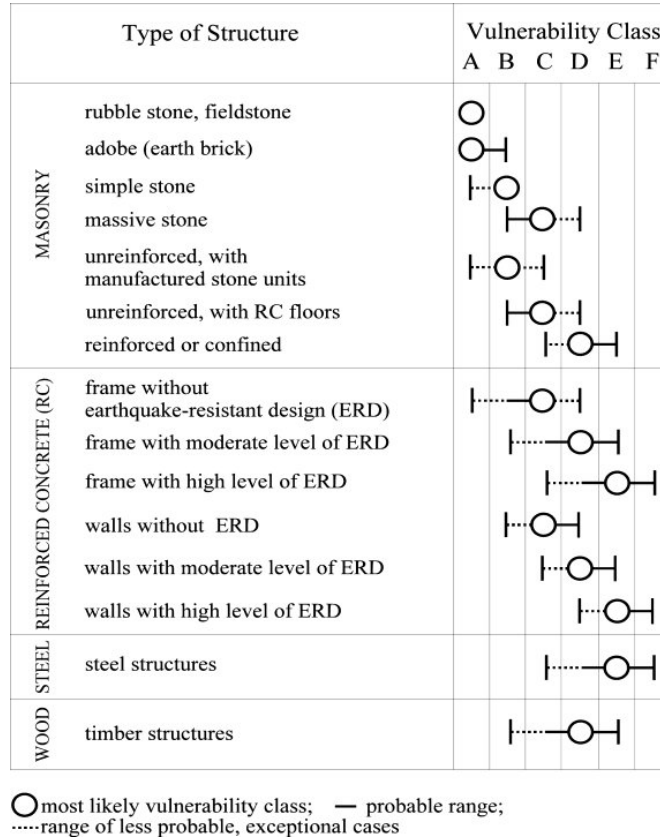 Type of Structure
Vulnerability Class
A B C D E F
MASONRY
rubble stone, fieldstone
adobe (earth brick)
simple stone
massive stone
unreinforced, with
manufactured stone units
unreinforced, with RC floors
reinforced or confined
REINFORCED CONCRETE (RC)
frame without
earthquake-resistant design (ERD)
frame with moderate level of ERD
frame with high level of ERD
walls without ERD
walls with moderate level of ERD
walls with high level of ERD
STEEL
steel structures
WOOD
timber structures
most likely vulnerability class; probable range;
range of less probable, exceptional cases